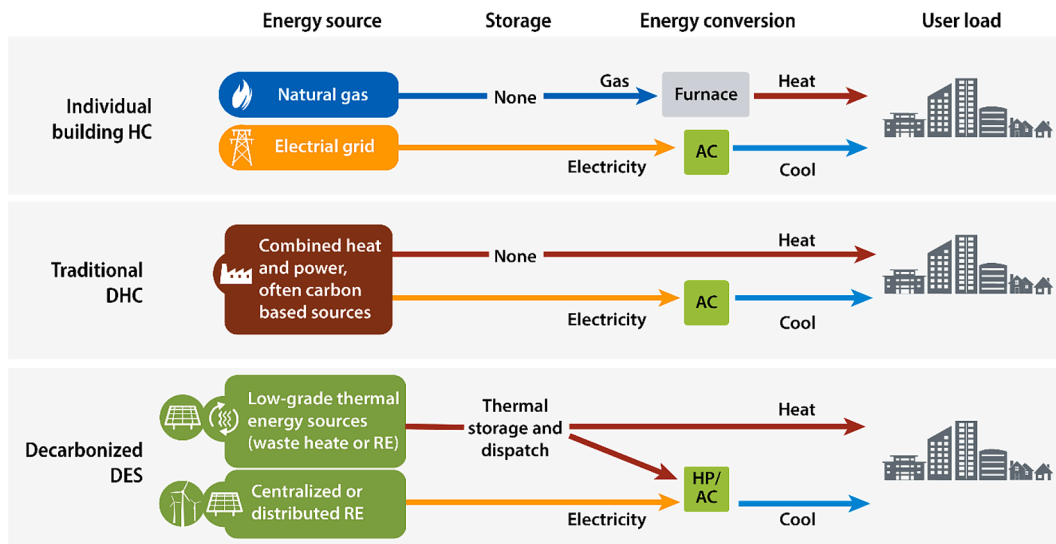 Energy source
Storage
Energy conversion
User load
Individual
building HC
Natural gas
None
Gas
Furnace
Heat
Electrial grid
Electricity
AC
Cool
Traditional
DHC
Combined heat
and power,
often carbon
based sources
None
Heat
Electricity
AC
Cool
Decarbonized
DES
Low-grade thermal
energy sources
(waste heate or RE)
Thermal
storage and
dispatch
Heat
Centralized or
distributed RE
Electricity
HP/
AC
Cool